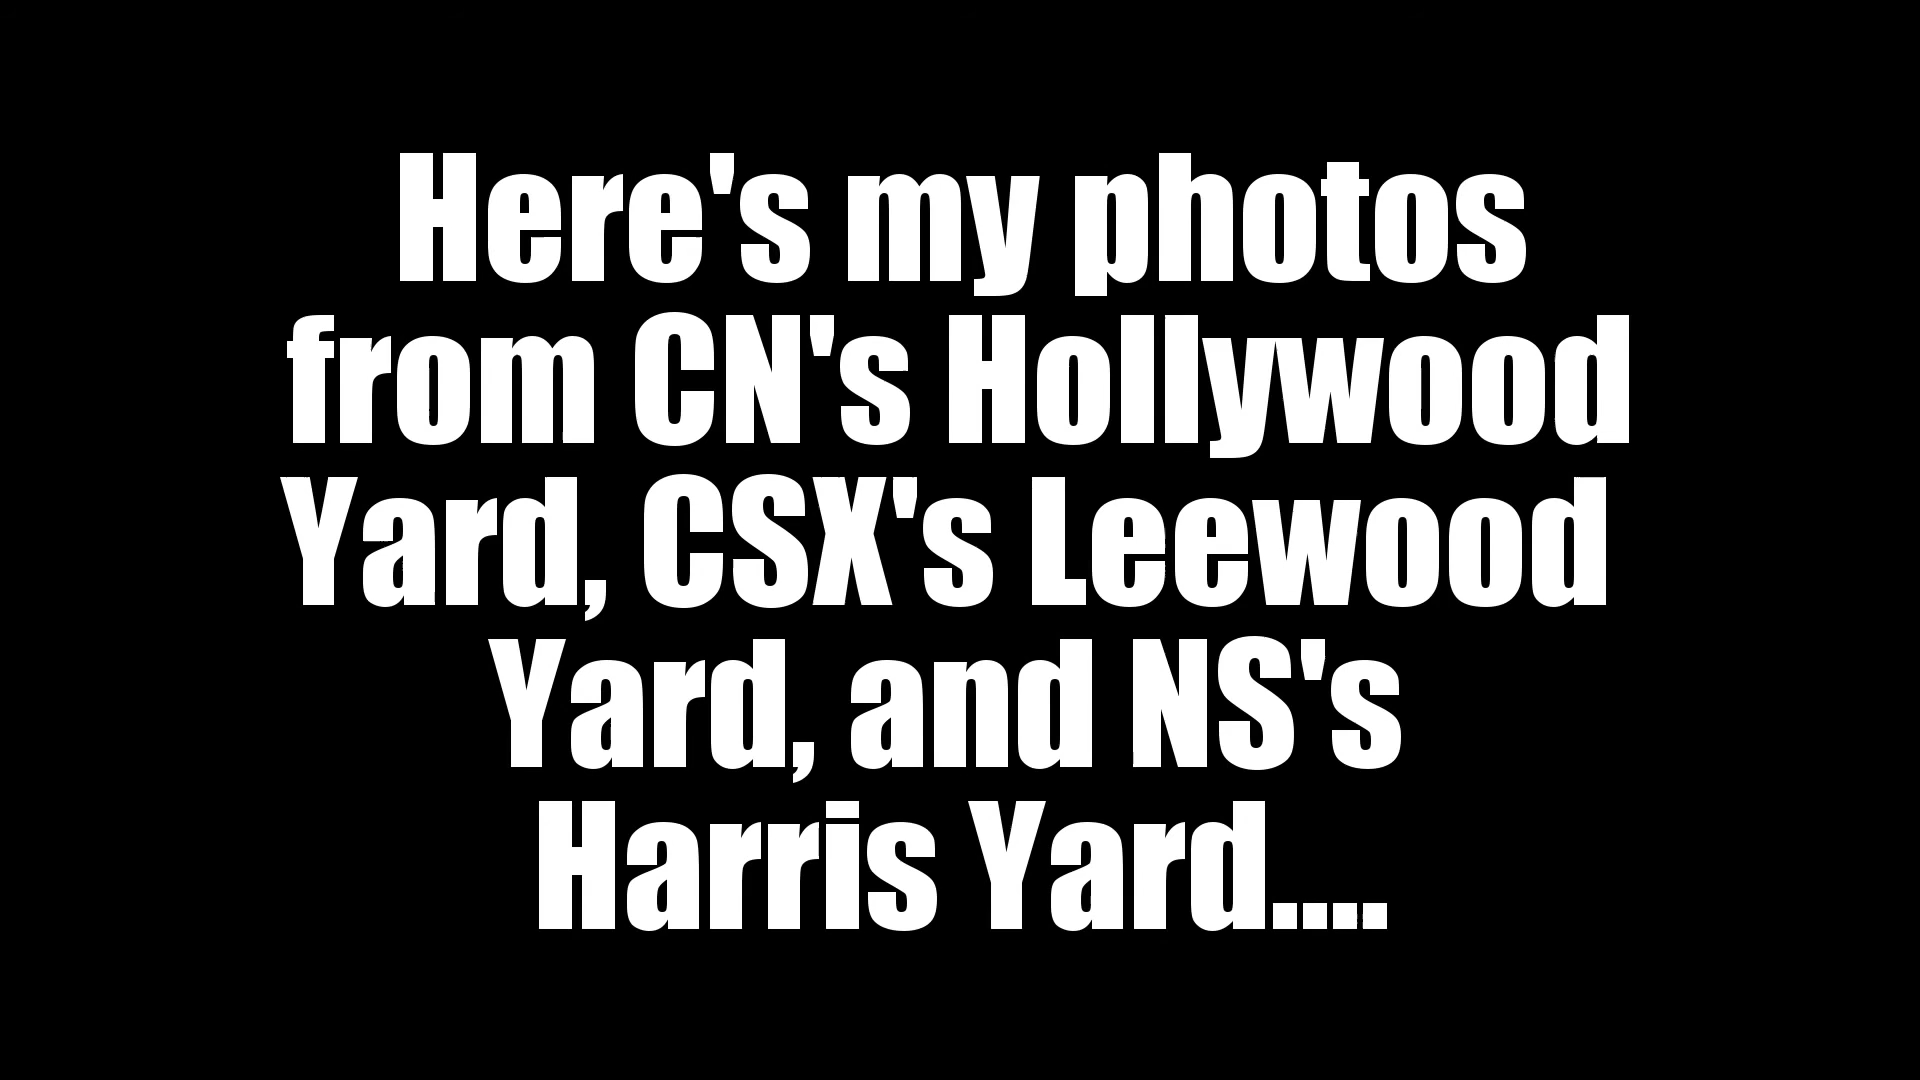 Here's my photos
from CN's Hollywood
Yard, CSX's Leewood
Yard, and NS's
Harris Yard....